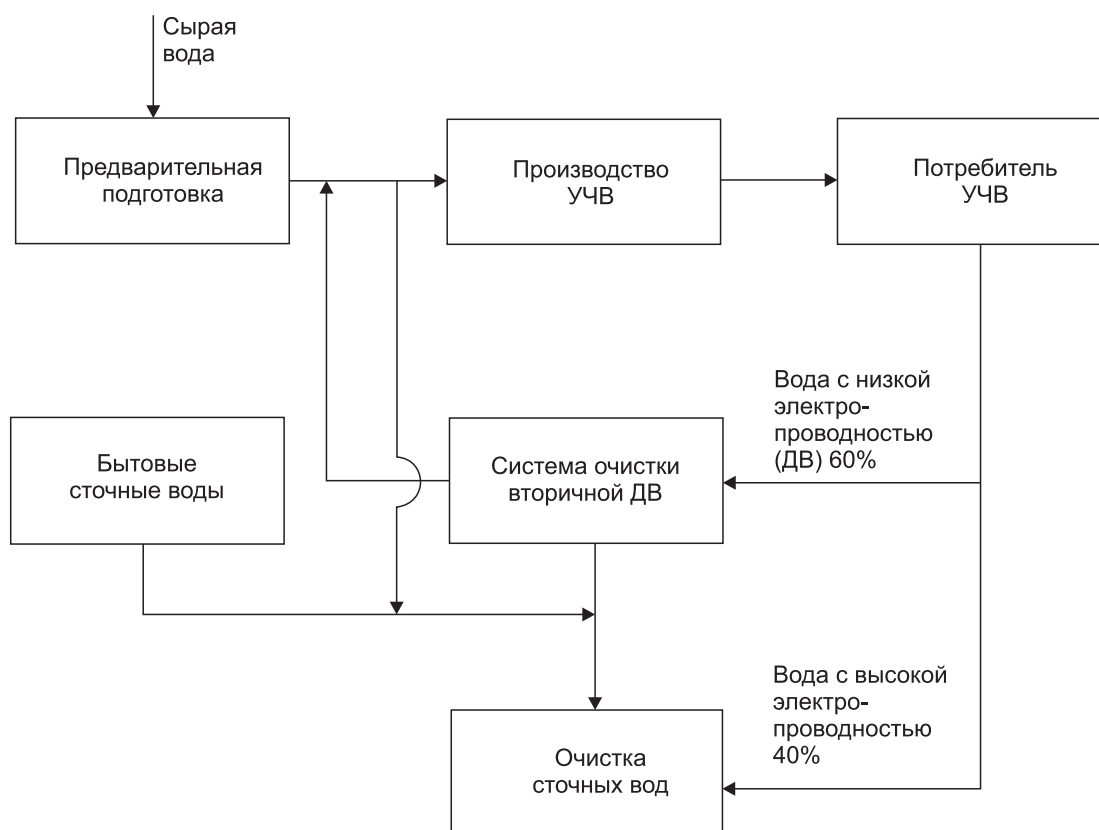 Сырая
вода
Предварительная
подготовка
Производство
УЧВ
Потребитель
УЧВ
Вода с низкой
электро-
проводностью
(ДВ) 60%
Бытовые
сточные воды
Система очистки
вторичной ДВ
Вода с высокой
электро-
проводностью
40%
Очистка
сточных вод